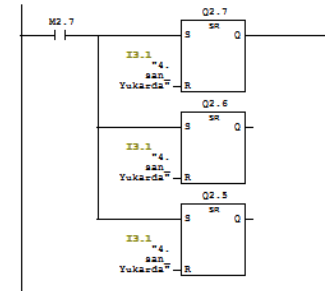 M2.7
Q2.7
SR
S Q
I3.1
"4.
san
Yukarda" R
Q2.6
SR
S Q
I3.1
"4.
san
Yukarda" R
Q2.5
SR
S Q
I3.1
"4.
san
Yukarda" R